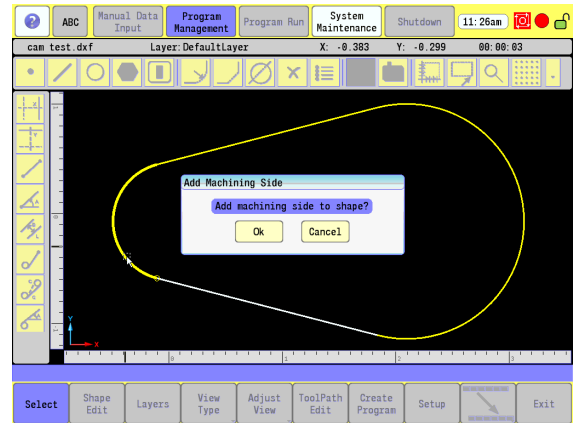 ?
ABC
Manual Data
Input
Program
Management
Program Run
System
Maintenance
Shutdown
11:26am
cam test.dxf
Layer: DefaultLayer
X: -0.383
Y: -0.299
00:00:03
Add Machining Side
Add machining side to shape?
Ok
Cancel
Y
X
0
1
2
3
Select
Shape
Edit
Layers
View
Type
Adjust
View
ToolPath
Edit
Create
Program
Setup
Exit